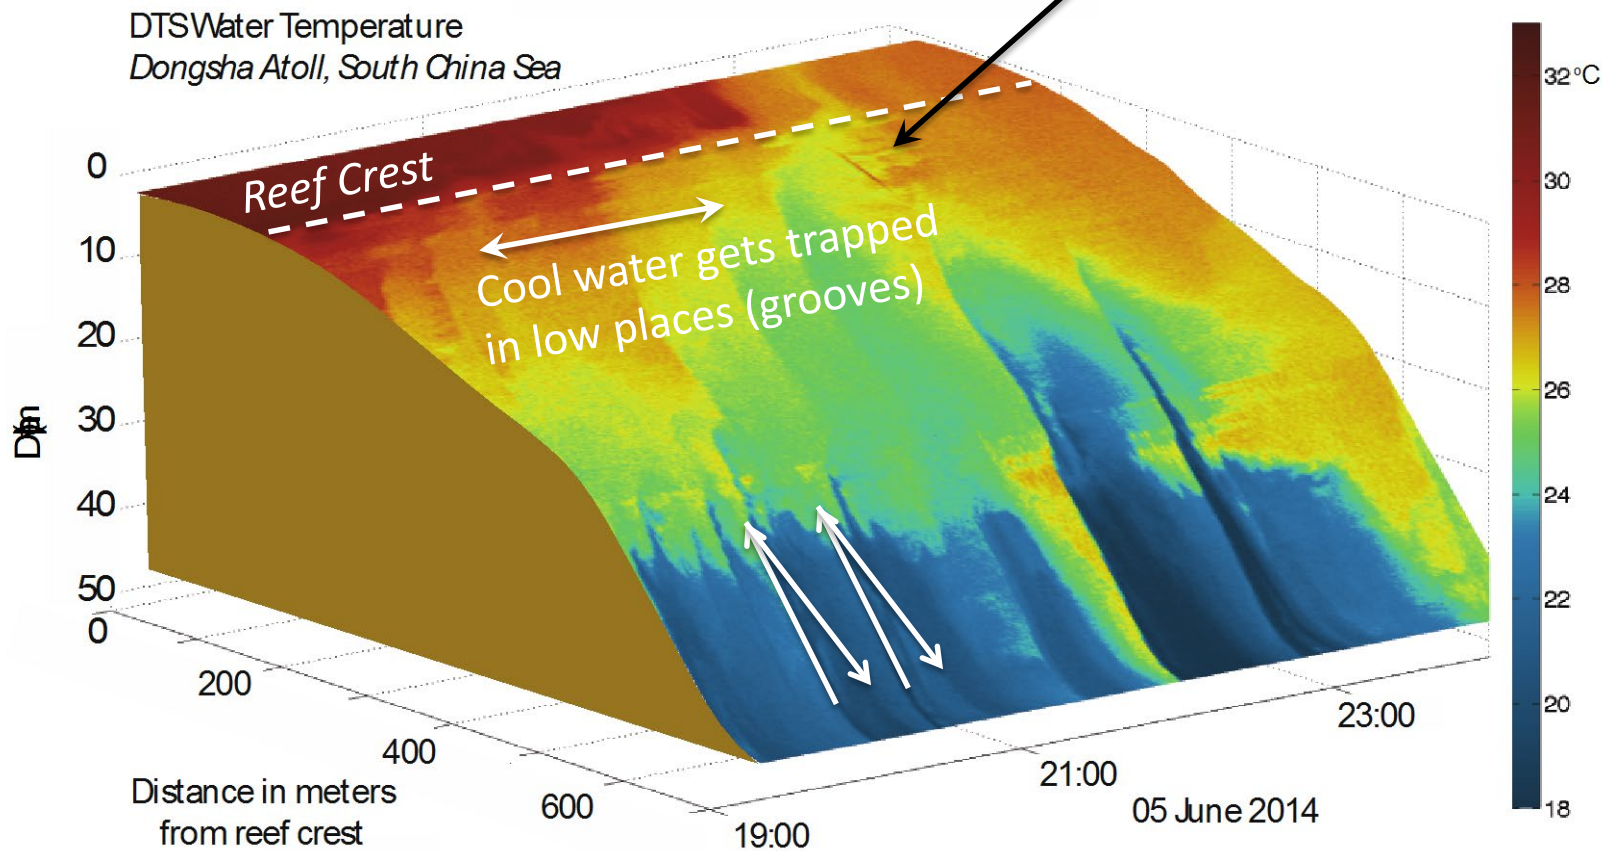 DTS Water Temperature
Dongsha Atoll, South China Sea
Reef Crest
Cool water gets trapped
in low places (grooves)
0
10
20
30
40
50
0
200
400
600
Distance in meters
from reef crest
19:00
21:00
23:00
05 June 2014
32 °C
30
28
26
24
22
20
18